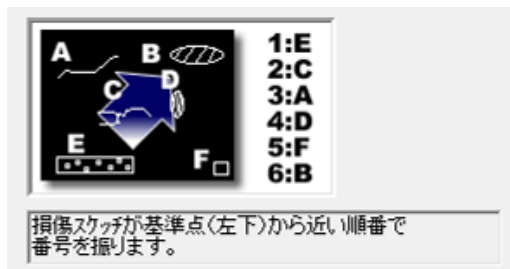 A
B
C
D
E
F
1:E
2:C
3:A
4:D
5:F
6:B
損傷スケッチが基準点(左下)から近い順番で
番号を振ります。